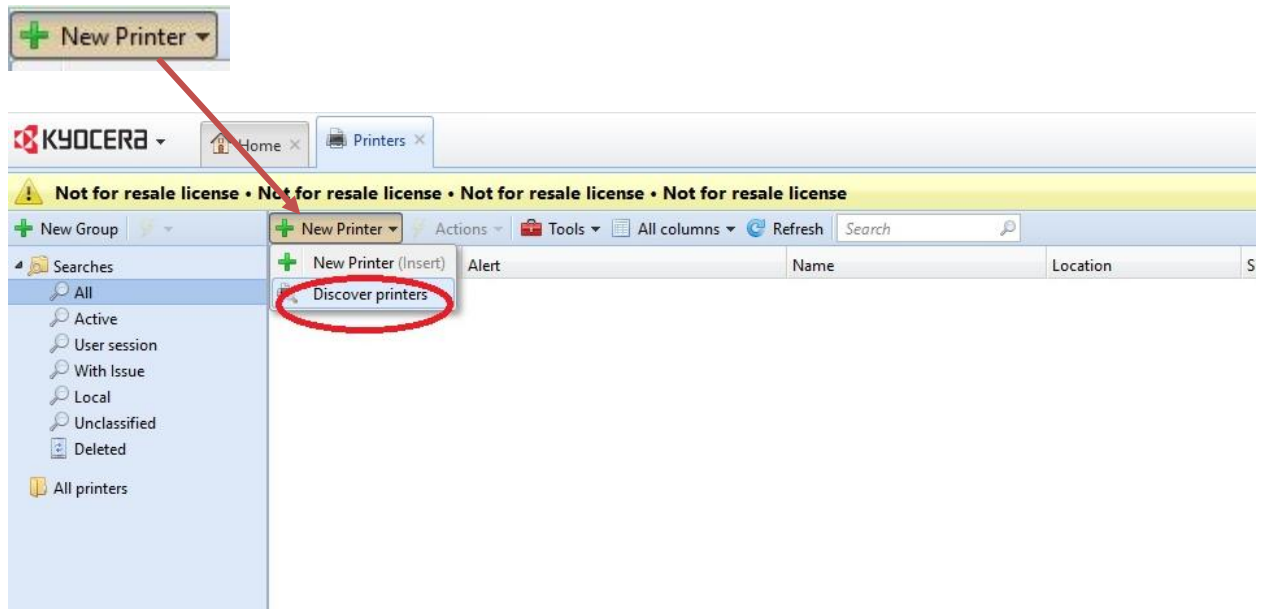 New Printer
KYOCERA
Home
Printers
Not for resale license • Not for resale license • Not for resale license • Not for resale license
New Group
New Printer
Actions
Tools
All columns
Refresh
Search
Searches
All
Active
User session
With Issue
Local
Unclassified
Deleted
All printers
New Printer (Insert)
Discover printers
Alert
Name
Location
S